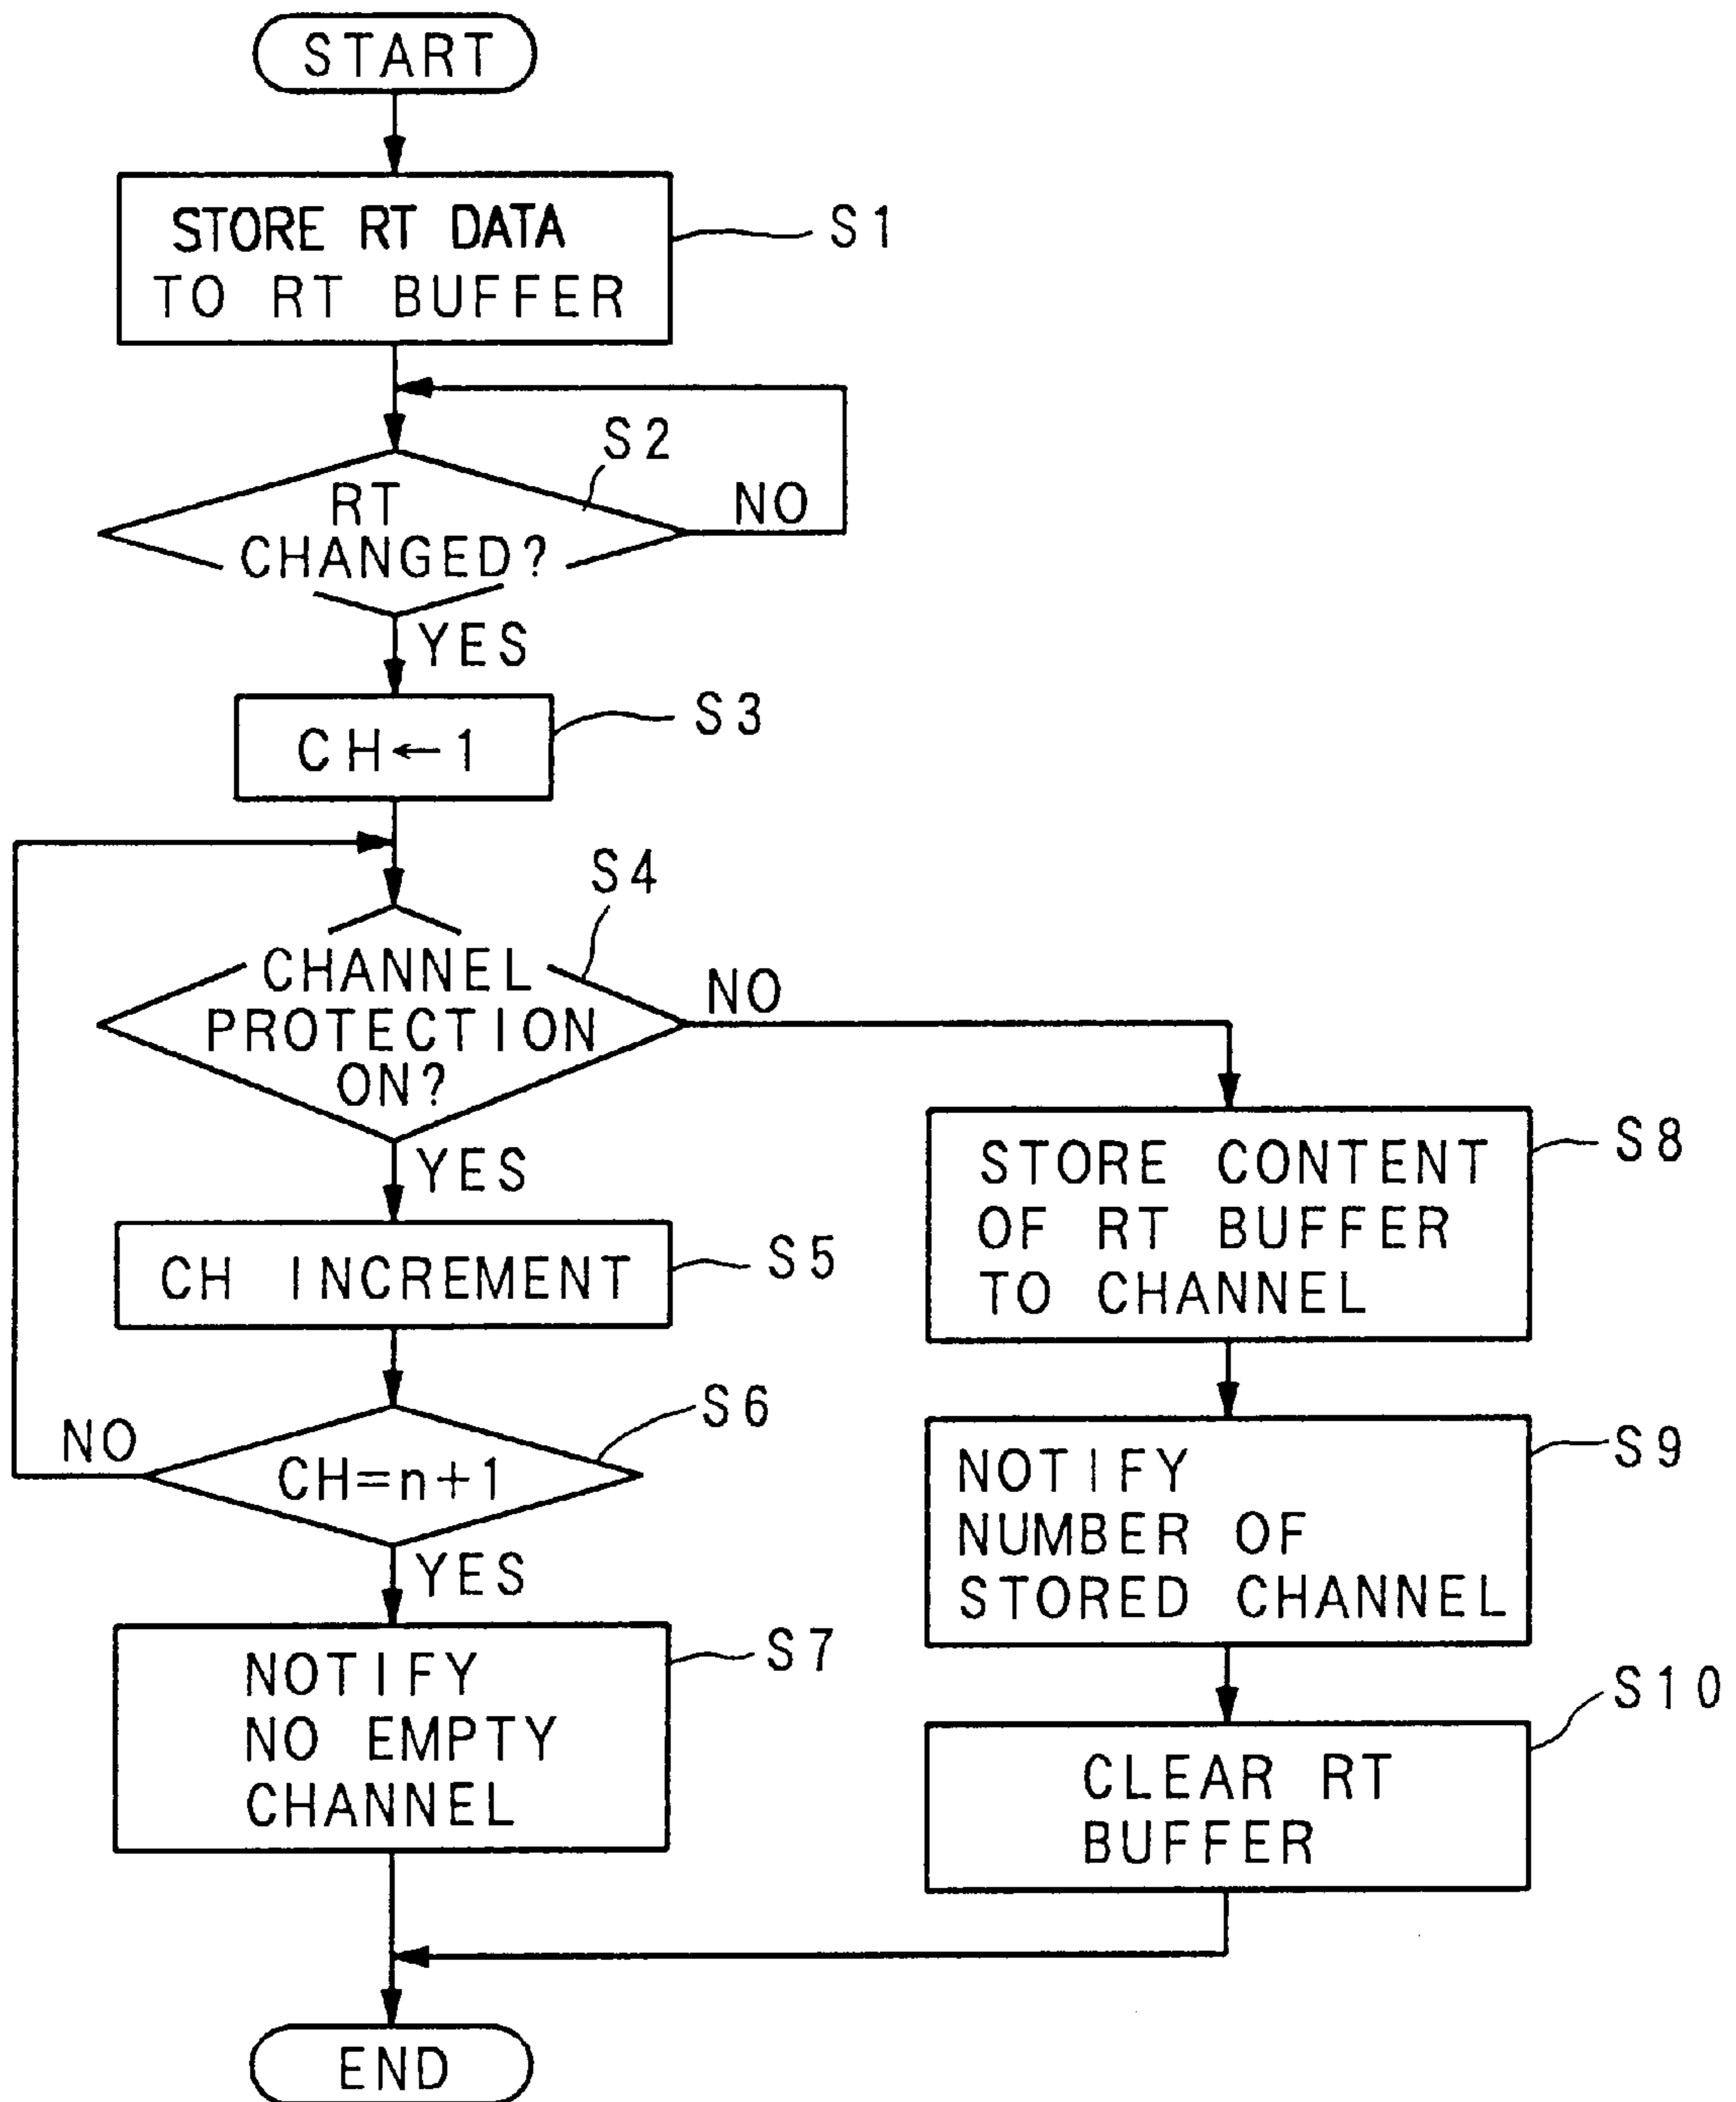 START
STORE RT DATA
TO RT BUFFER
S1
S2
RT
CHANGED?
NO
YES
S3
CH←1
S4
CHANNEL
PROTECTION
ON?
NO
YES
S5
CH INCREMENT
S6
CH=n+1
NO
YES
S7
NOTIFY
NO EMPTY
CHANNEL
S8
STORE CONTENT
OF RT BUFFER
TO CHANNEL
S9
NOTIFY
NUMBER OF
STORED CHANNEL
S10
CLEAR RT
BUFFER
END